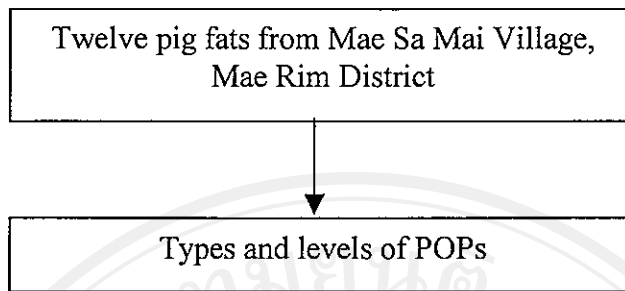 Twelve pig fats from Mae Sa Mai Village,
Mae Rim District
Types and levels of POPs